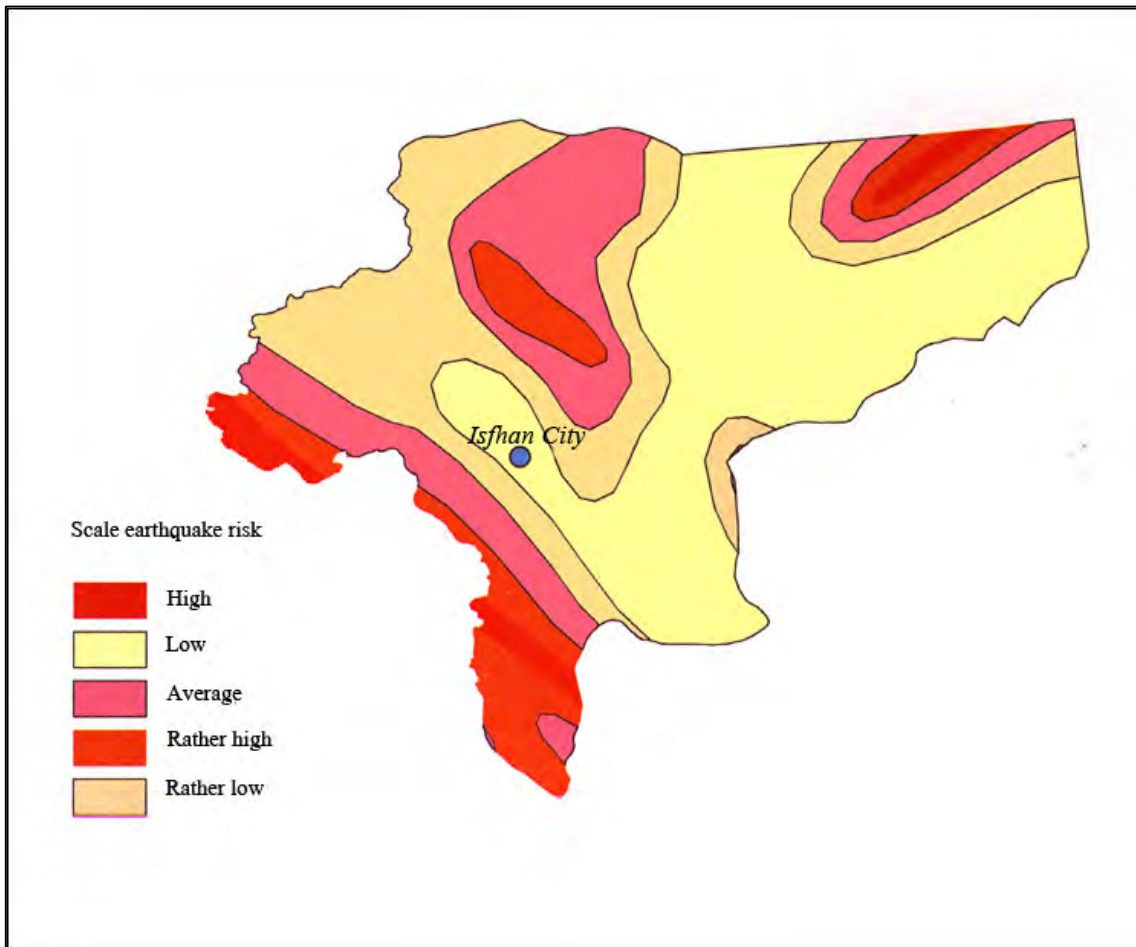 Isfhan City
Scale earthquake risk
High
Low
Average
Rather high
Rather low